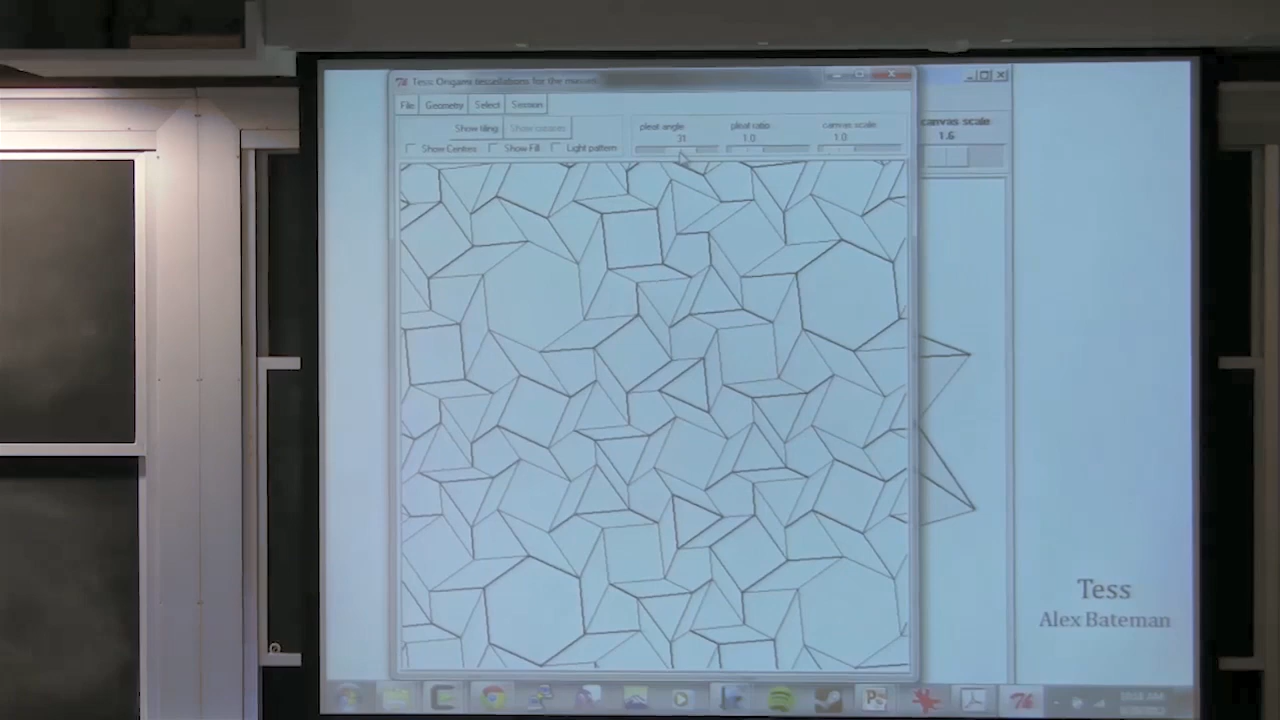 Tess: Origami tessellations for the masses
File Geometry Select Session
Show tiling
Show Centres Show Fill Light pattern
pleat angle pleat ratio canvas scale
31 1.0 1.0
canvas scale
1.6
Tess
Alex Bateman